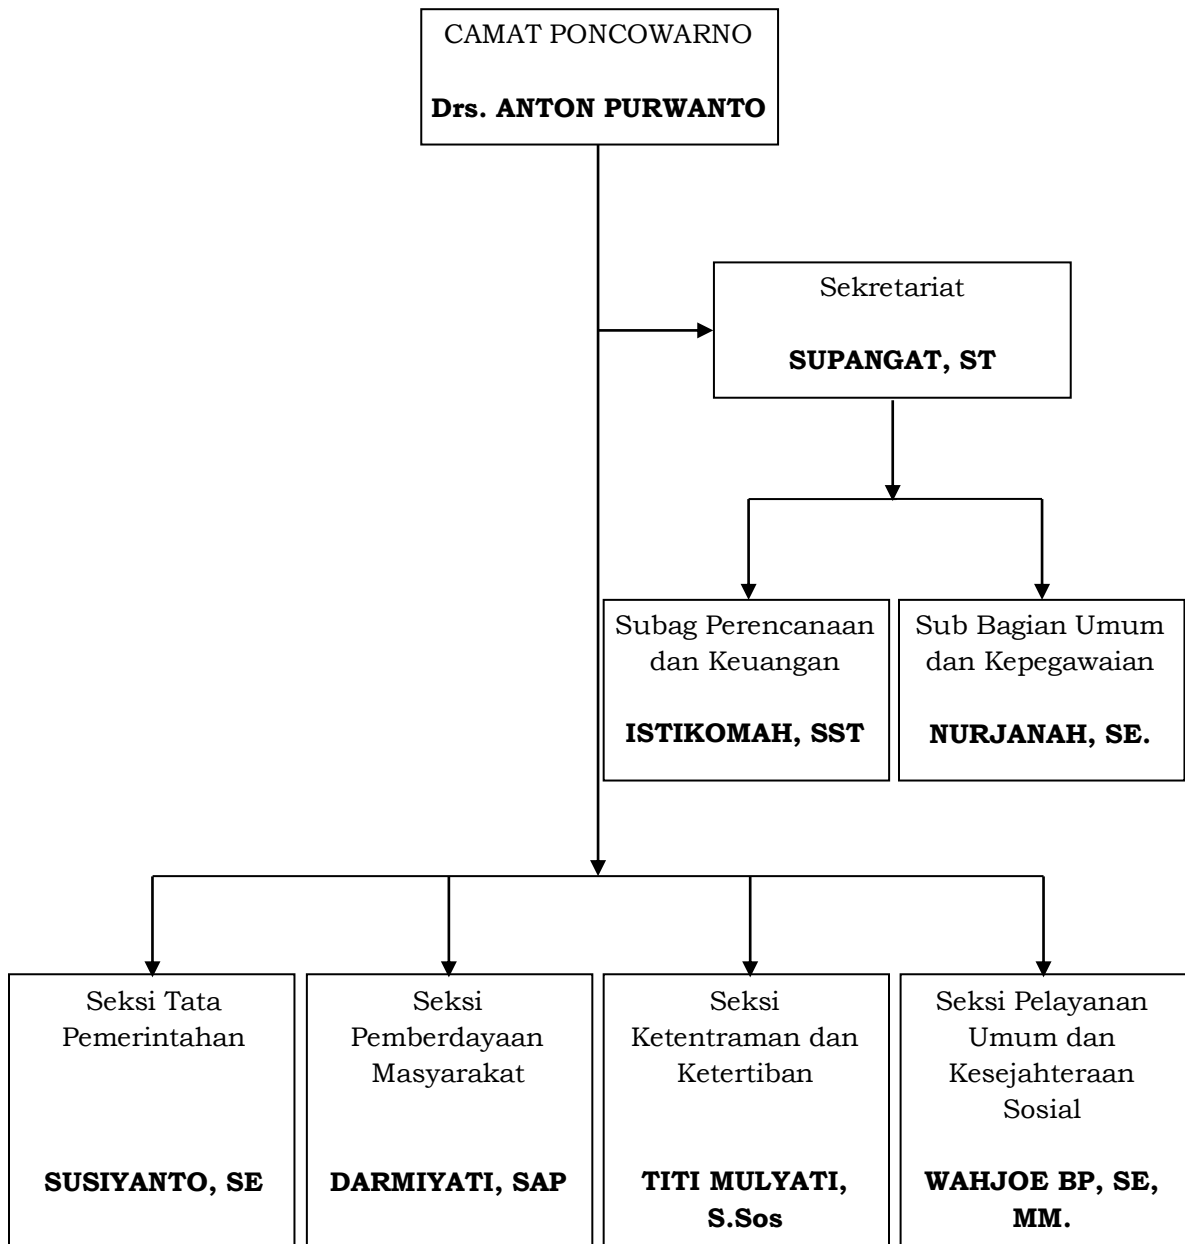 CAMAT PONCOWARNO
Drs. ANTON PURWANTO
Sekretariat
SUPANGAT, ST
Subag Perencanaan
dan Keuangan
ISTIKOMAH, SST
Sub Bagian Umum
dan Kepegawaian
NURJANAH, SE.
Seksi Tata
Pemerintahan
SUSIYANTO, SE
Seksi
Pemberdayaan
Masyarakat
DARMIYATI, SAP
Seksi
Ketentraman dan
Ketertiban
TITI MULYATI,
S.Sos
Seksi Pelayanan
Umum dan
Kesejahteraan
Sosial
WAHJOE BP, SE,
MM.